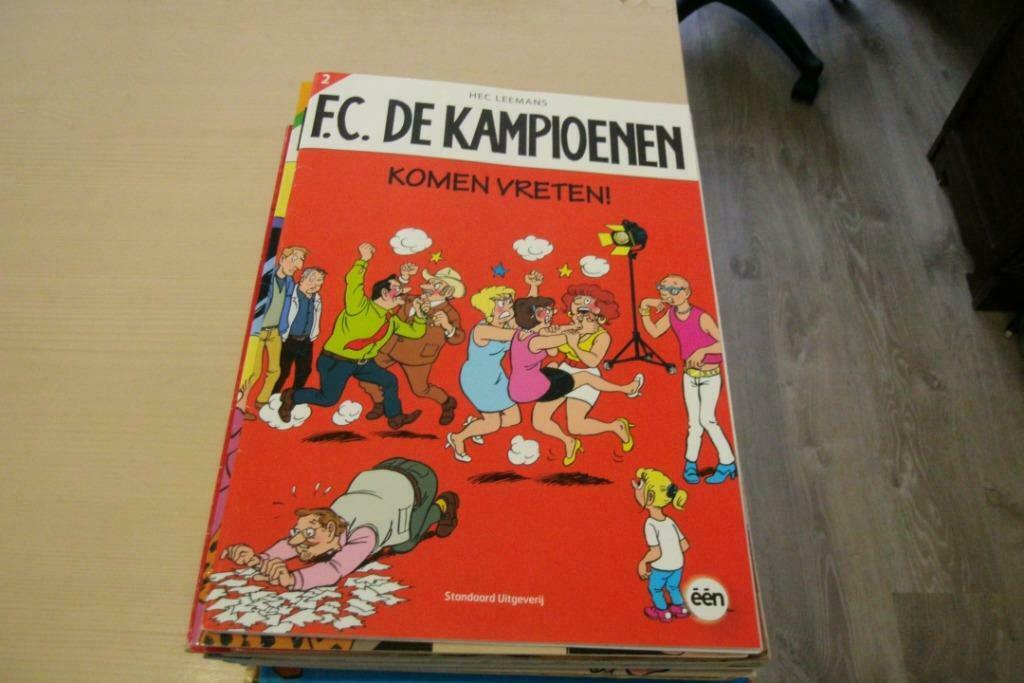 2
HEC LEEMANS
F.C. DE KAMPIOENEN
KOMEN VRETEN!
Standaard Uitgeverij
één